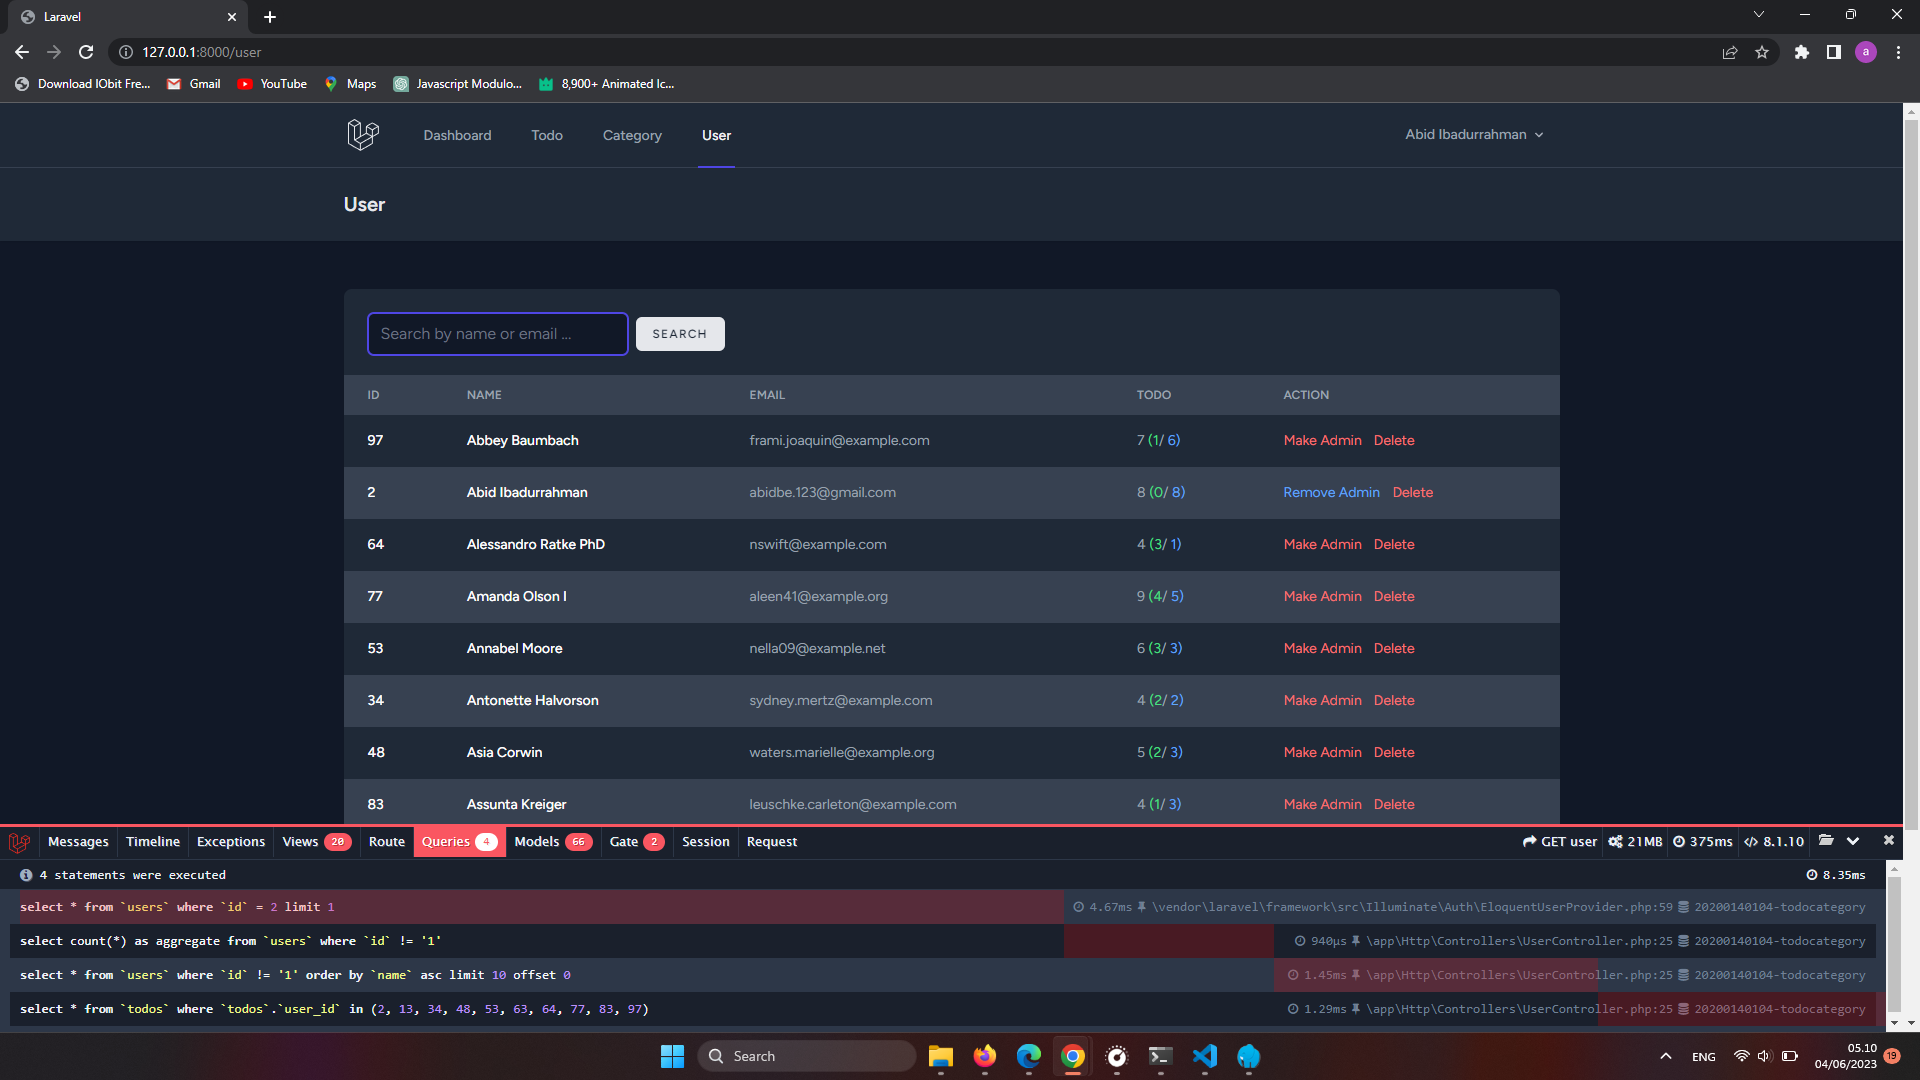 Laravel
127.0.0.1:8000/user
a
Download IObit Fre... Gmail YouTube Maps Javascript Modulo... 8,900+ Animated Ic...
Dashboard Todo Category User Abid Ibadurrahman
User
Search by name or email ... SEARCH
ID NAME EMAIL TODO ACTION
97 Abbey Baumbach frami.joaquin@example.com 7 (1/ 6) Make Admin Delete
2 Abid Ibadurrahman abidbe.123@gmail.com 8 (0/ 8) Remove Admin Delete
64 Alessandro Ratke PhD nswift@example.com 4 (3/ 1) Make Admin Delete
77 Amanda Olson I aleen41@example.org 9 (4/ 5) Make Admin Delete
53 Annabel Moore nella09@example.net 6 (3/ 3) Make Admin Delete
34 Antonette Halvorson sydney.mertz@example.com 4 (2/ 2) Make Admin Delete
48 Asia Corwin waters.marielle@example.org 5 (2/ 3) Make Admin Delete
83 Assunta Kreiger leuschke.carleton@example.com 4 (1/ 3) Make Admin Delete
Messages Timeline Exceptions Views 20 Route Queries 4 Models 66 Gate 2 Session Request GET user 21MB 375ms 8.1.10
4 statements were executed 8.35ms
select * from `users` where `id` = 2 limit 1 4.67ms \vendor\laravel\framework\src\Illuminate\Auth\EloquentUserProvider.php:59 20200140104-todocategory
select count(*) as aggregate from `users` where `id` != '1' 940μs \app\Http\Controllers\UserController.php:25 20200140104-todocategory
select * from `users` where `id` != '1' order by `name` asc limit 10 offset 0 1.45ms \app\Http\Controllers\UserController.php:25 20200140104-todocategory
select * from `todos` where `todos`.`user_id` in (2, 13, 34, 48, 53, 63, 64, 77, 83, 97) 1.29ms \app\Http\Controllers\UserController.php:25 20200140104-todocategory
Search ENG 05.10
04/06/2023 19